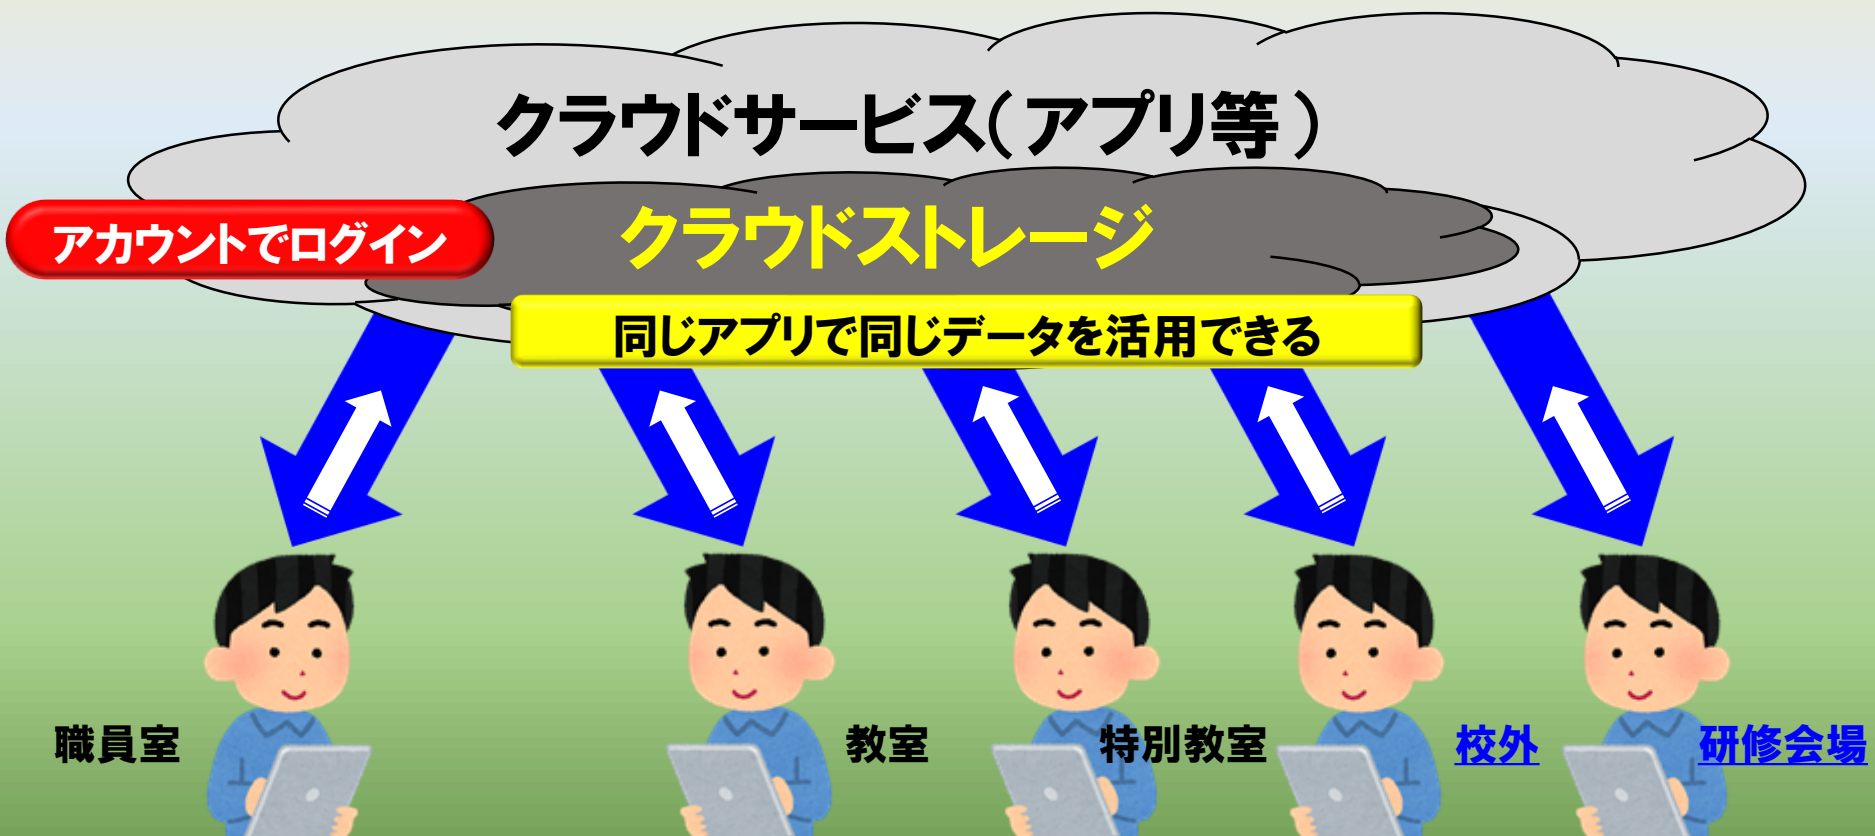 クラウドサービス（アプリ等）
クラウドストレージ
アカウントでログイン
同じアプリで同じデータを活用できる
職員室
教室
特別教室
校外
研修会場